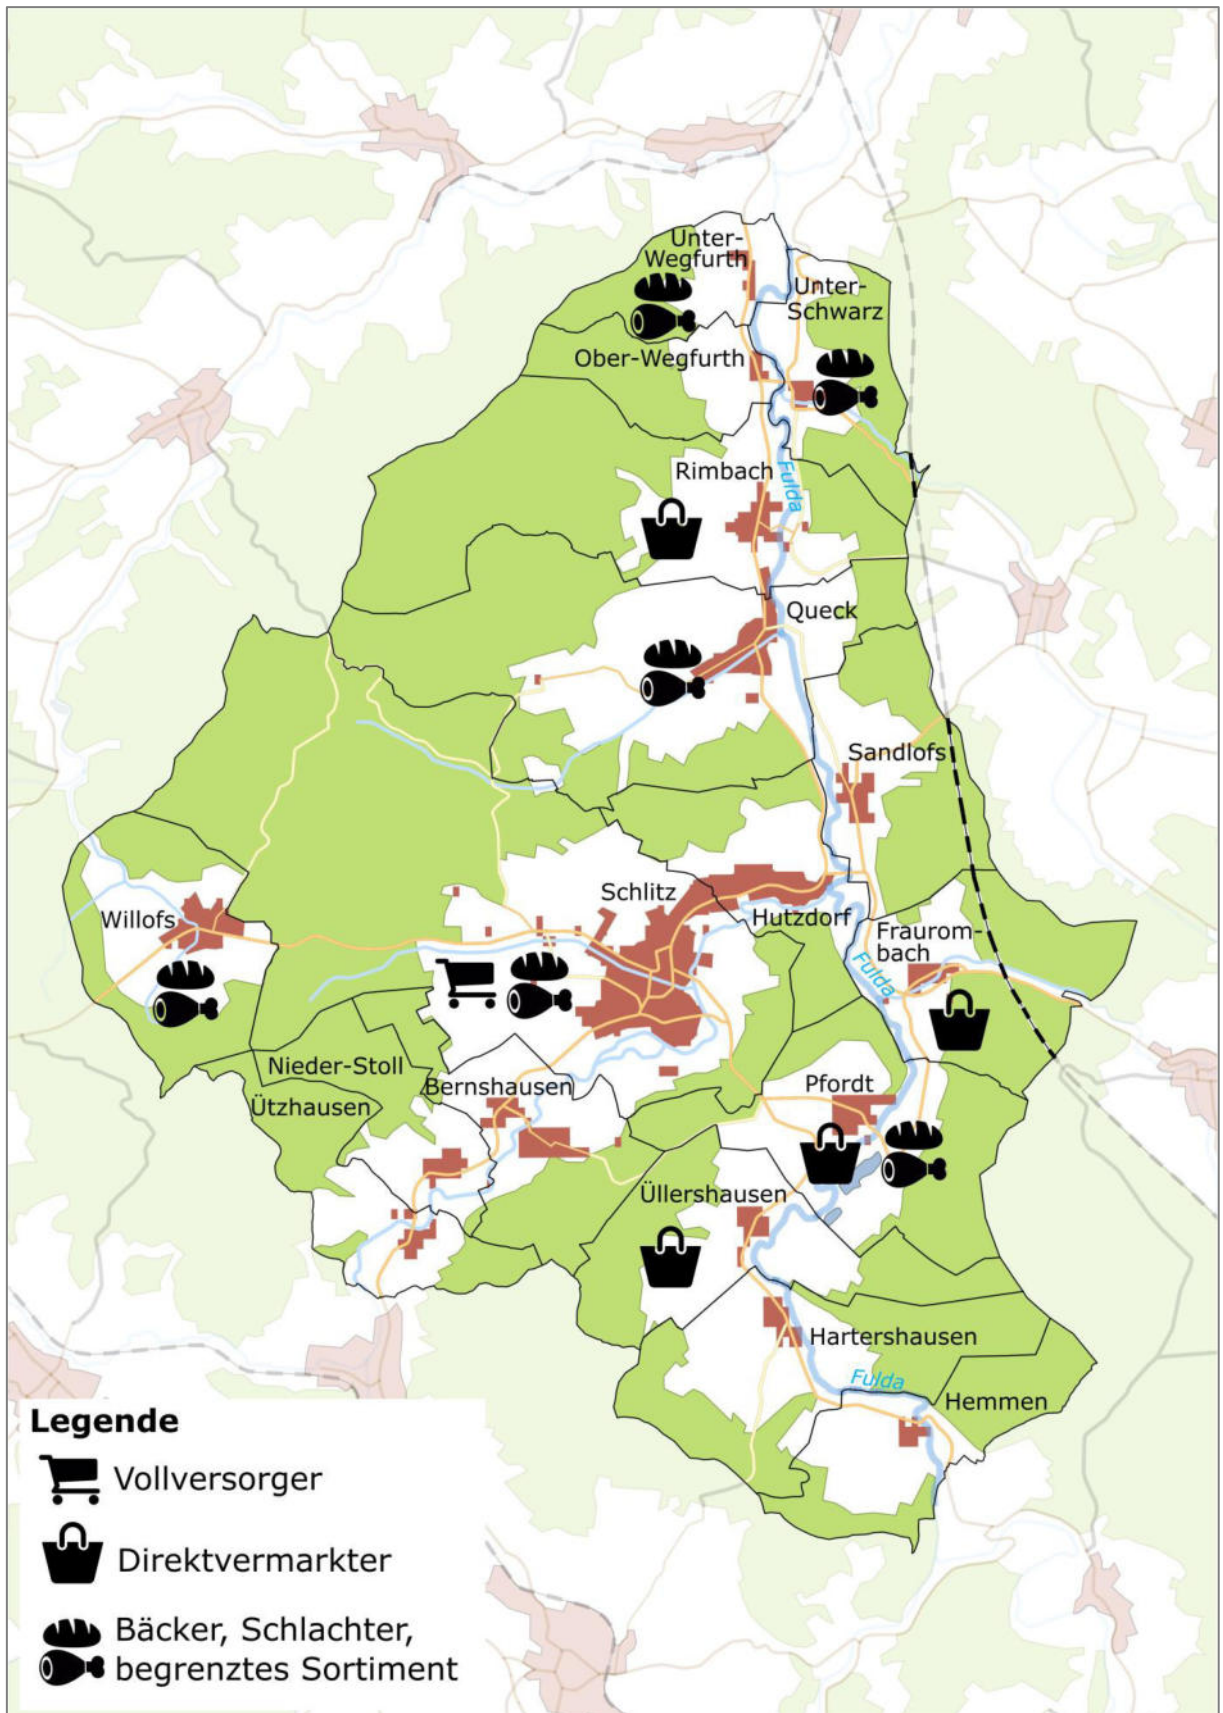 Unter-
Wegfurth
Unter-
Schwarz
Ober-Wegfurth
Rimbach
Fulda
Queck
Sandlofs
Schlitz
Willofs
Hutzdorf
Fraurom-
bach
Fulda
Nieder-Stoll
Bernshausen
Pfordt
Ützhausen
Üllershausen
Hartershausen
Fulda
Hemmen
Legende
Vollversorger
Direktvermarkter
Bäcker, Schlachter,
begrenztes Sortiment